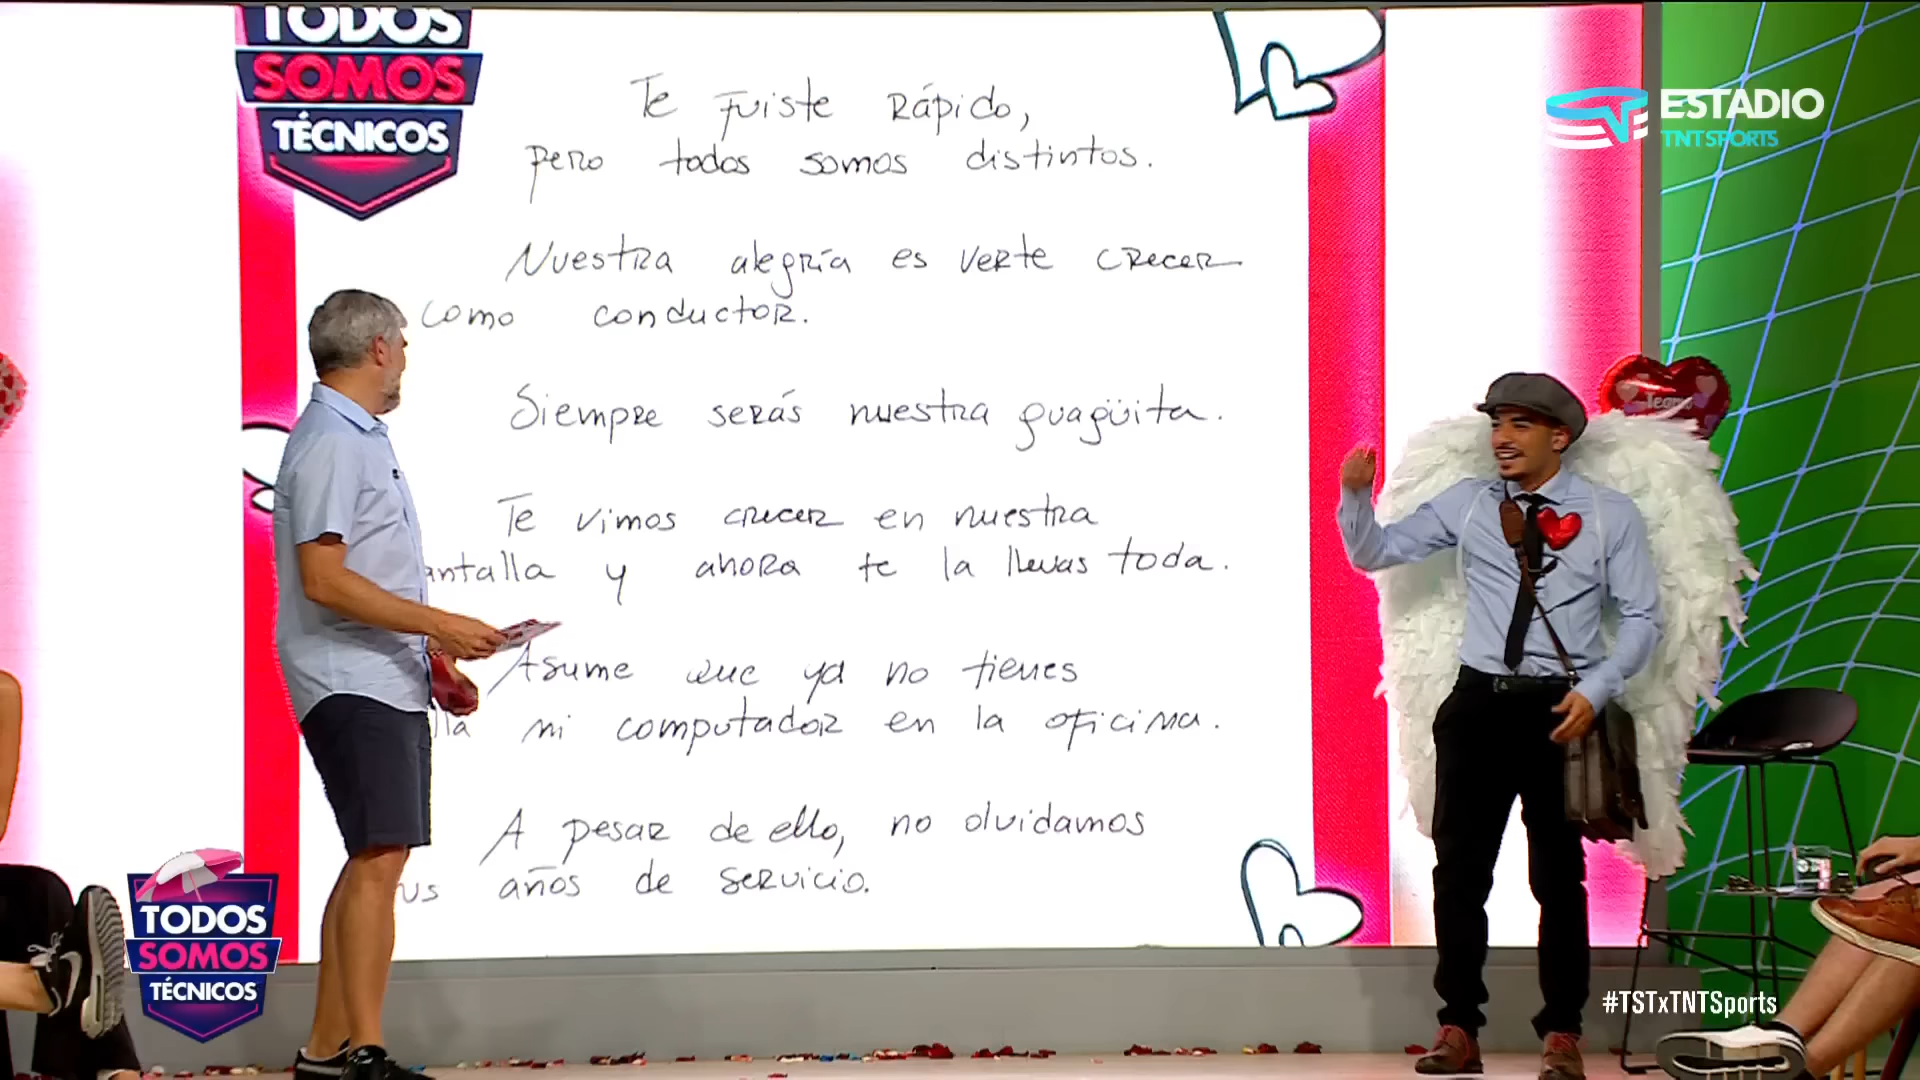 TODOS
SOMOS
TÉCNICOS
Te fuiste rápido,
pero todos somos distintos.
Nuestra alegría es verte crecer
como conductor.
Siempre serás nuestra guagüita.
Te vimos crecer en nuestra
antalla y ahora te la llevas toda.
Asume que ya no tienes
lla mi computador en la oficina.
A pesar de ello, no olvidamos
us años de servicio.
ESTADIO
TNT SPORTS
TODOS
SOMOS
TÉCNICOS
#TSTxTNTSports